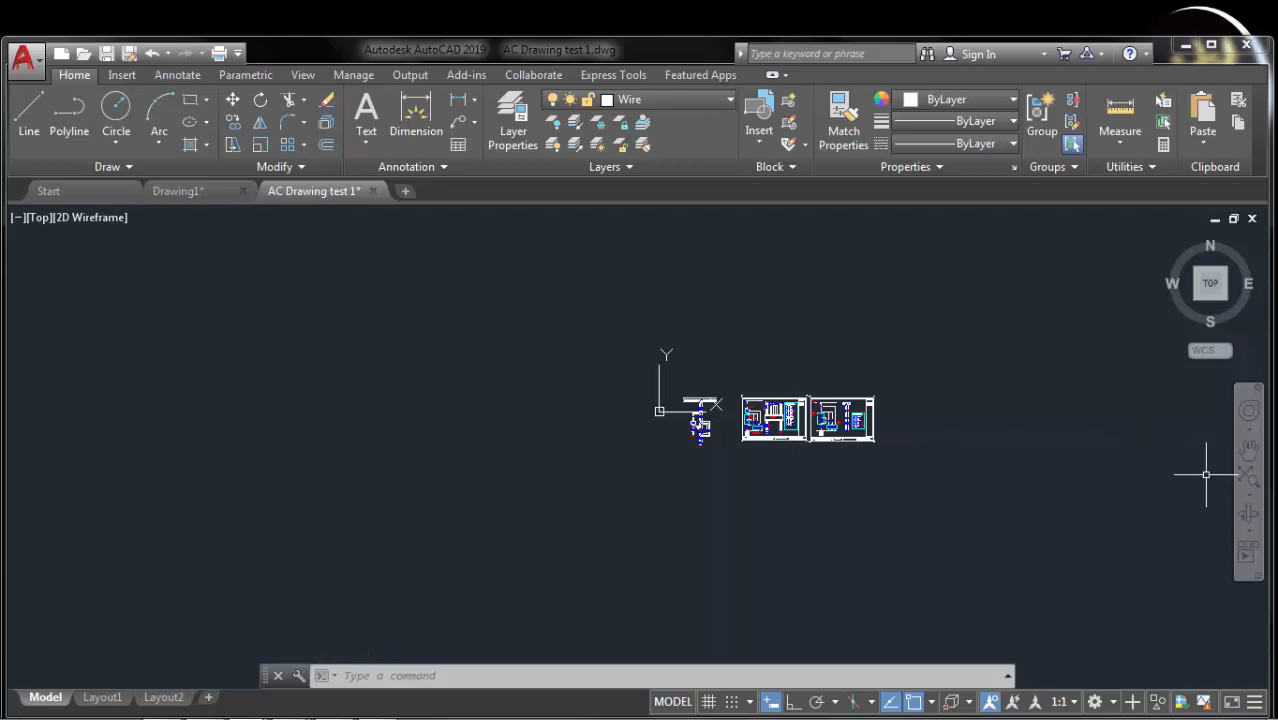 Autodesk AutoCAD 2019 AC Drawing test 1.dwg Type a keyword or phrase Sign In
Home Insert Annotate Parametric View Manage Output Add-ins Collaborate Express Tools Featured Apps
Wire ByLayer
ByLayer
ByLayer
Line Polyline Circle Arc Text Dimension Layer Properties Insert Match Properties Group Measure Paste
Draw Modify Annotation Layers Block Properties Groups Utilities Clipboard
Start Drawing1* AC Drawing test 1*
[−][Top][2D Wireframe]
N
W TOP E
S
WCS
Y
X
Type a command
Model Layout1 Layout2 MODEL 1:1